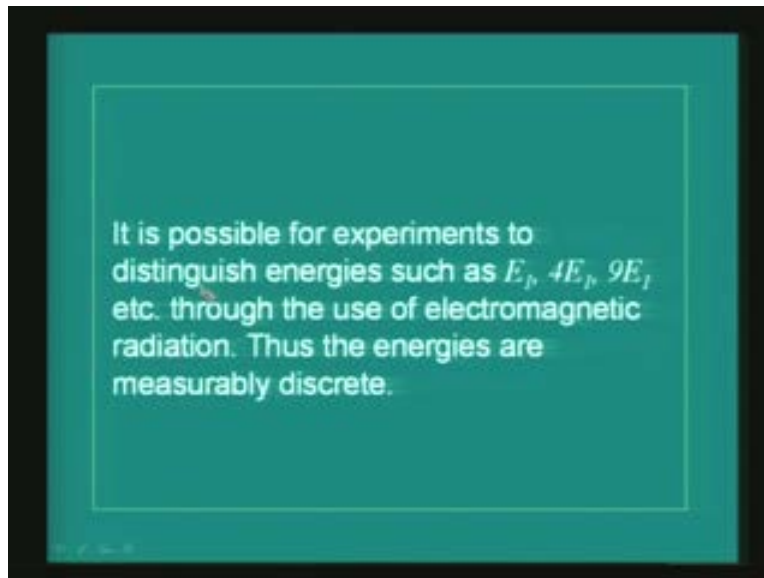 It is possible for experiments to
distinguish energies such as E₁, 4E₁, 9E₁
etc. through the use of electromagnetic
radiation. Thus the energies are
measurably discrete.